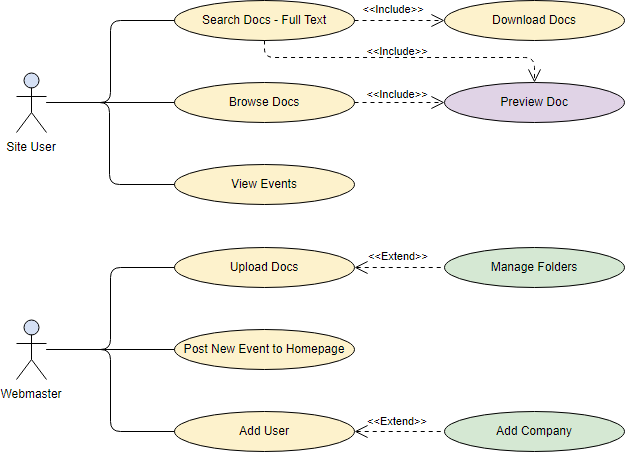 Search Docs - Full Text
<<Include>>
Download Docs
<<Include>>
Browse Docs
<<Include>>
Preview Doc
Site User
View Events
Upload Docs
<<Extend>>
Manage Folders
Post New Event to Homepage
Webmaster
Add User
<<Extend>>
Add Company